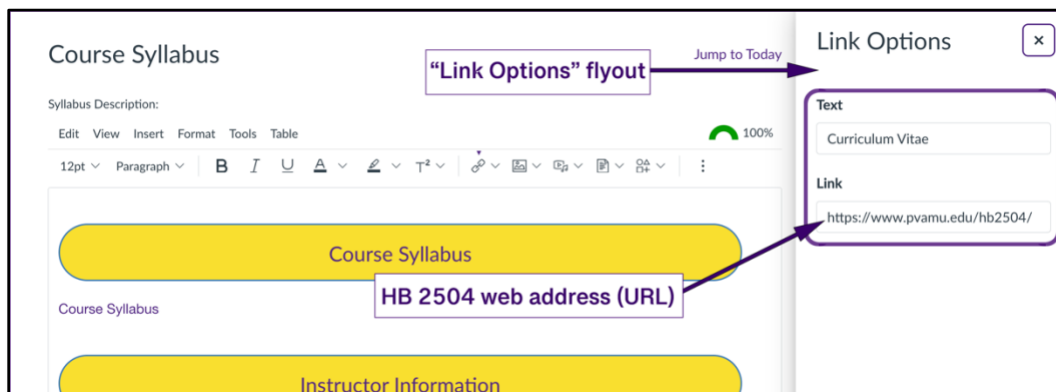 Course Syllabus
Jump to Today
"Link Options" flyout
Syllabus Description:
Edit View Insert Format Tools Table
100%
12pt Paragraph B I U A T²
Course Syllabus
HB 2504 web address (URL)
Course Syllabus
Instructor Information
Link Options
Text
Curriculum Vitae
Link
https://www.pvamu.edu/hb2504/